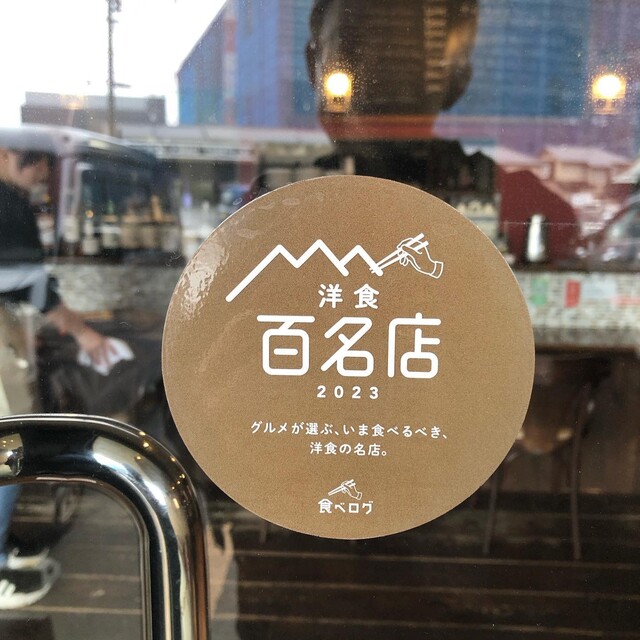 洋食
百名店
2023
グルメが選ぶ、いま食べるべき、
洋食の名店。
食べログ